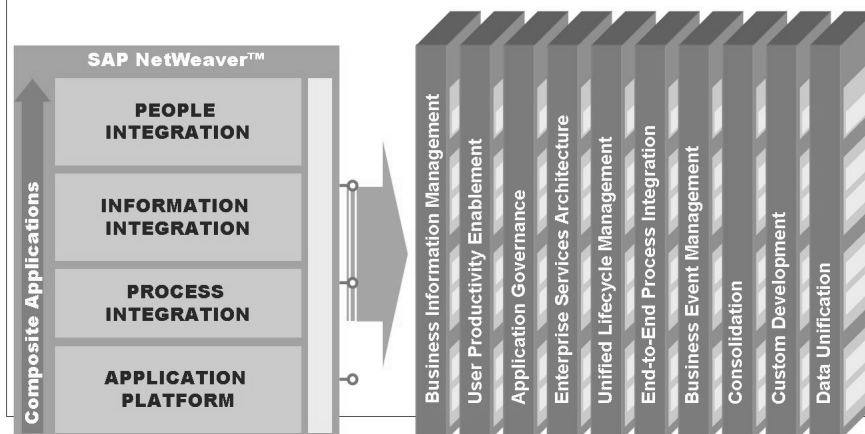 SAP NetWeaver™
PEOPLE
INTEGRATION
INFORMATION
INTEGRATION
PROCESS
INTEGRATION
APPLICATION
PLATFORM
Composite Applications
Business Information Management
User Productivity Enablement
Application Governance
Enterprise Services Architecture
Unified Lifecycle Management
End-to-End Process Integration
Business Event Management
Consolidation
Custom Development
Data Unification